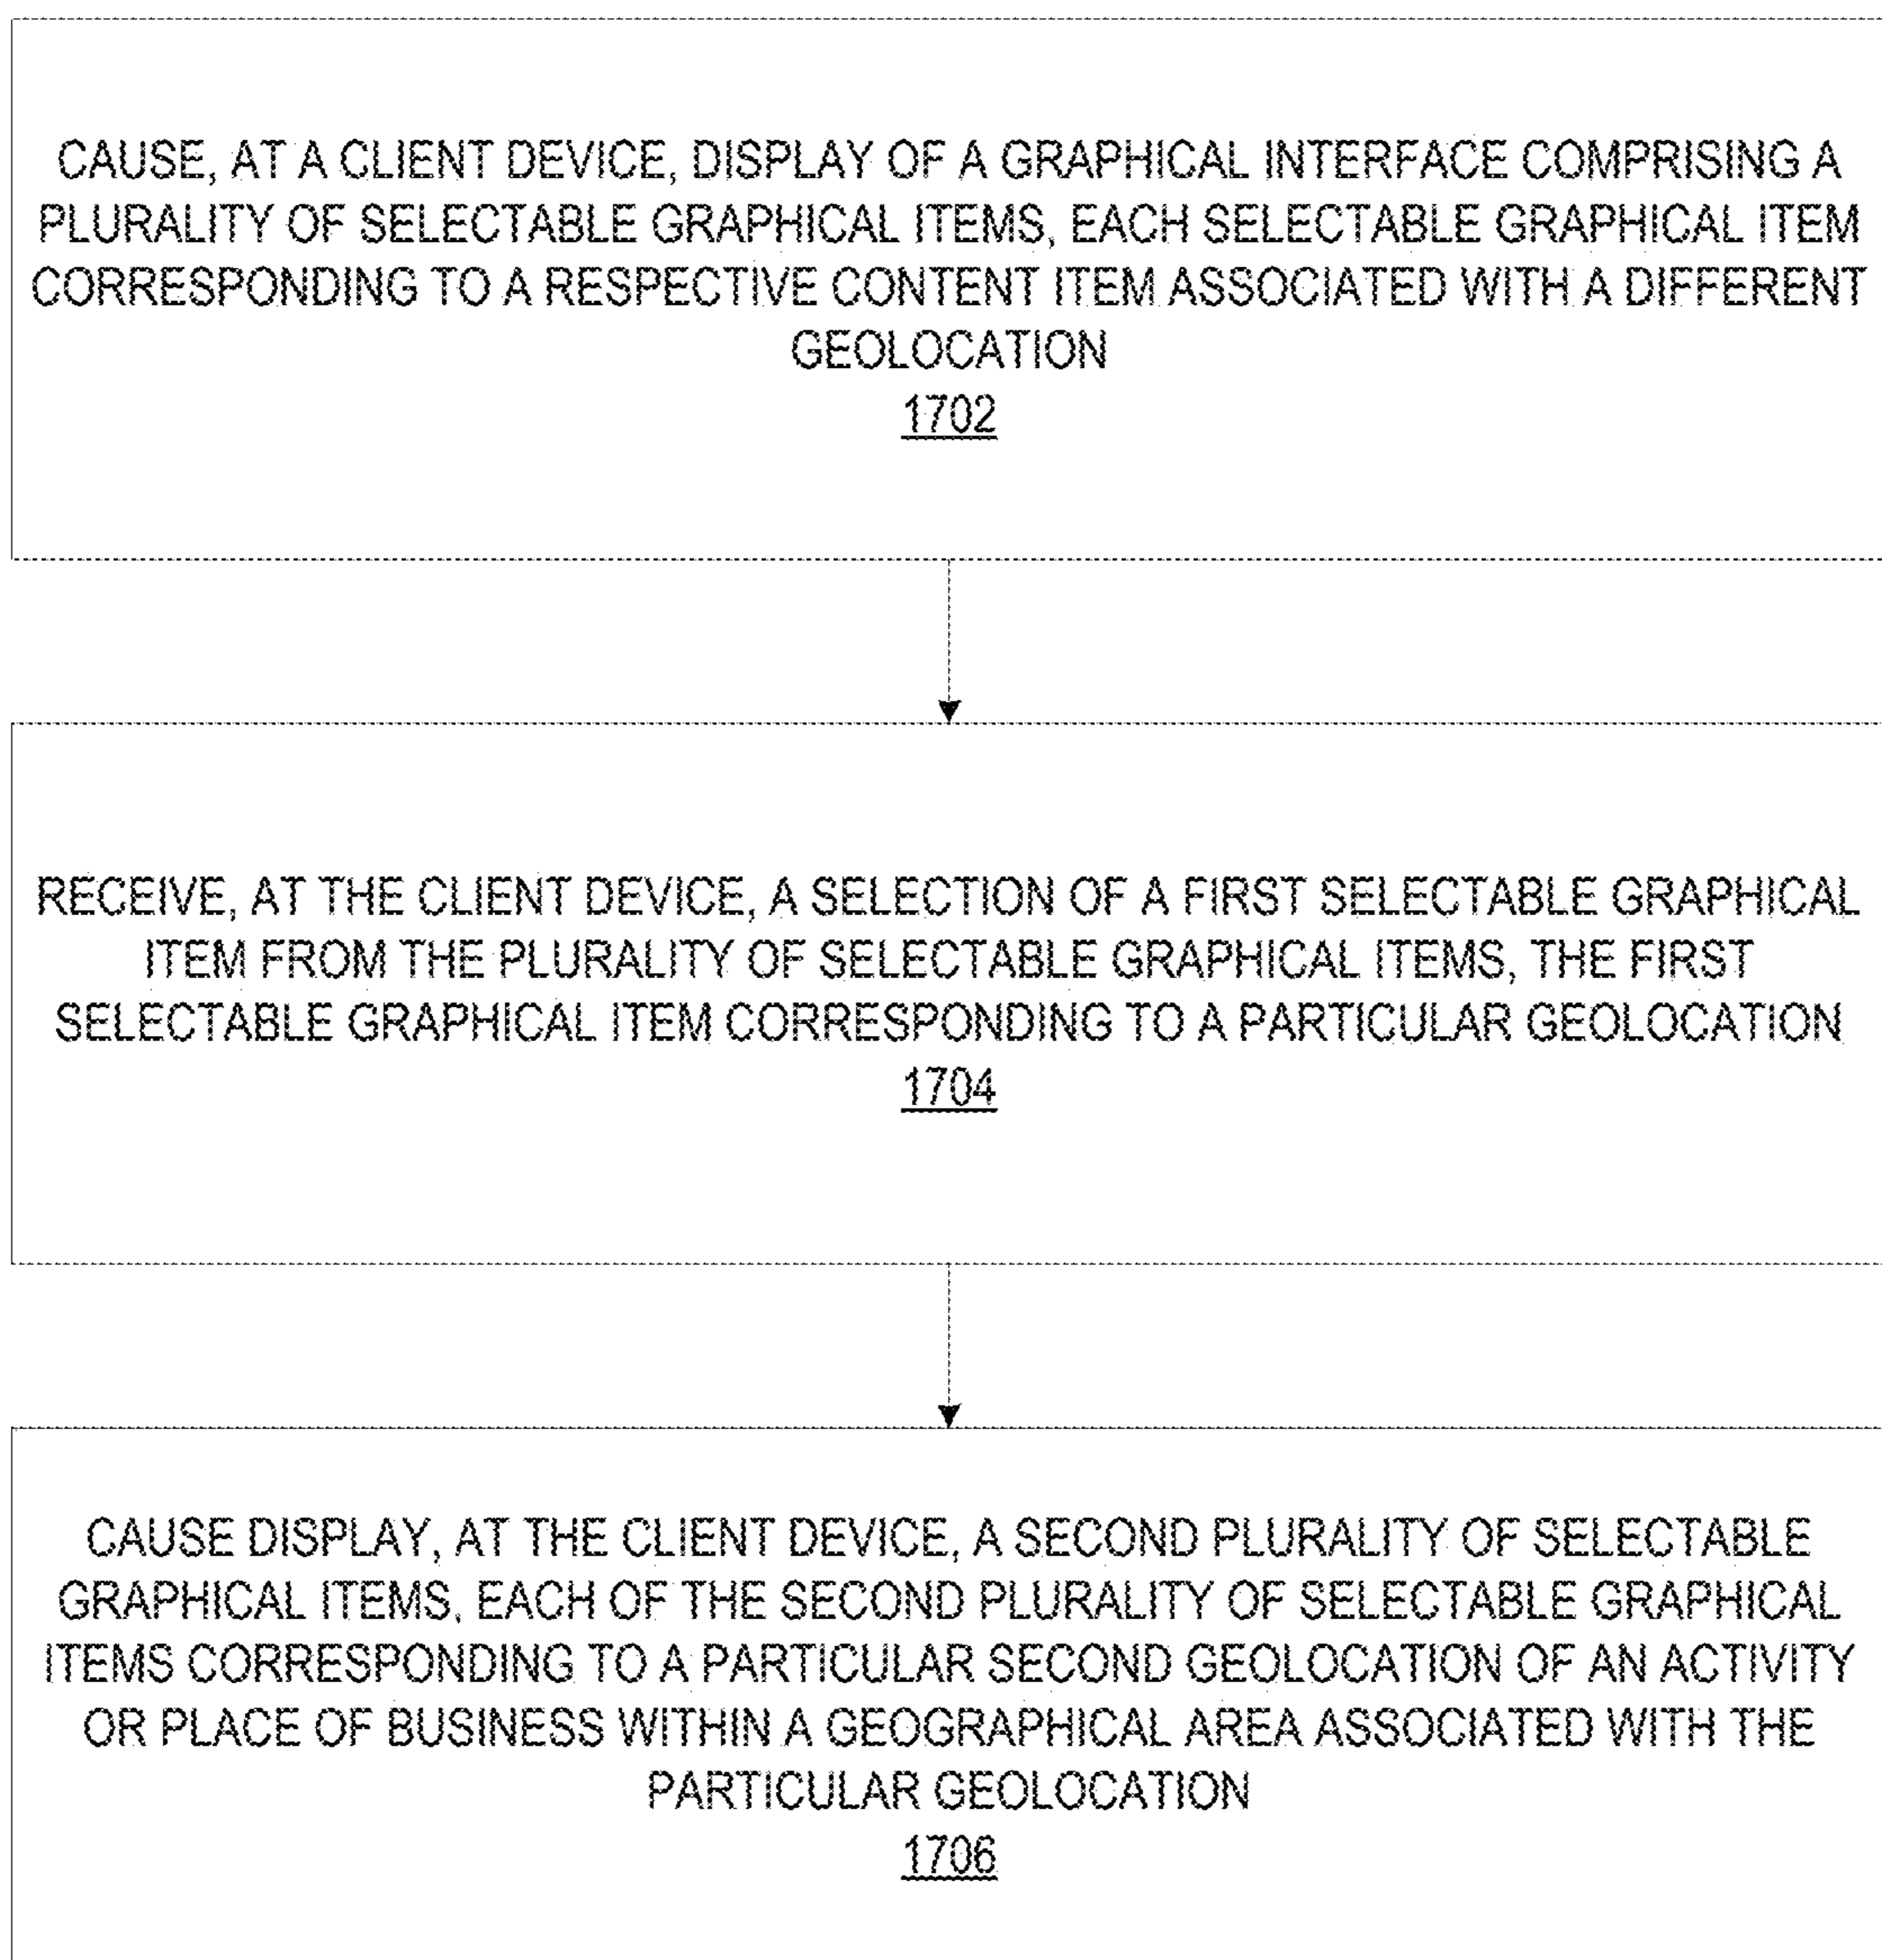 CAUSE, AT A CLIENT DEVICE, DISPLAY OF A GRAPHICAL INTERFACE COMPRISING A
PLURALITY OF SELECTABLE GRAPHICAL ITEMS, EACH SELECTABLE GRAPHICAL ITEM
CORRESPONDING TO A RESPECTIVE CONTENT ITEM ASSOCIATED WITH A DIFFERENT
GEOLOCATION
1702
RECEIVE, AT THE CLIENT DEVICE, A SELECTION OF A FIRST SELECTABLE GRAPHICAL
ITEM FROM THE PLURALITY OF SELECTABLE GRAPHICAL ITEMS, THE FIRST
SELECTABLE GRAPHICAL ITEM CORRESPONDING TO A PARTICULAR GEOLOCATION
1704
CAUSE DISPLAY, AT THE CLIENT DEVICE, A SECOND PLURALITY OF SELECTABLE
GRAPHICAL ITEMS, EACH OF THE SECOND PLURALITY OF SELECTABLE GRAPHICAL
ITEMS CORRESPONDING TO A PARTICULAR SECOND GEOLOCATION OF AN ACTIVITY
OR PLACE OF BUSINESS WITHIN A GEOGRAPHICAL AREA ASSOCIATED WITH THE
PARTICULAR GEOLOCATION
1706